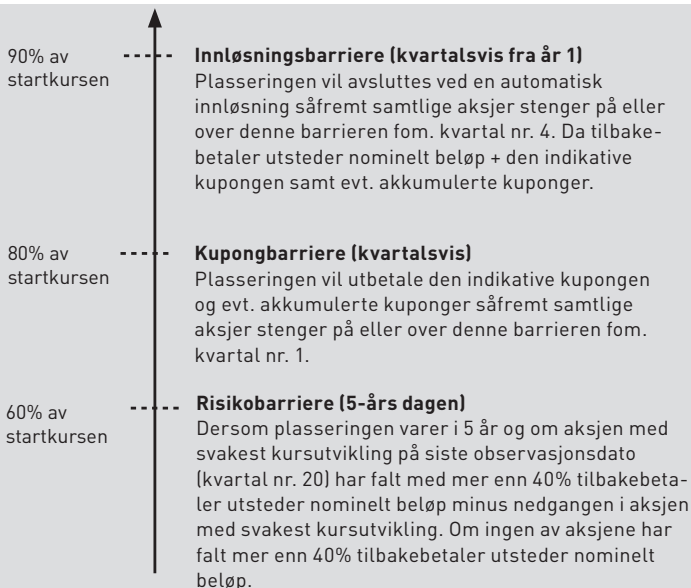 90% av
startkursen
Innløsningsbarriere (kvartalsvis fra år 1)
Plasseringen vil avsluttes ved en automatisk
innløsning såfremt samtlige aksjer stenger på eller
over denne barrieren fom. kvartal nr. 4. Da tilbake-
betaler utsteder nominelt beløp + den indikative
kupongen samt evt. akkumulerte kuponger.
80% av
startkursen
Kupongbarriere (kvartalsvis)
Plasseringen vil utbetale den indikative kupongen
og evt. akkumulerte kuponger såfremt samtlige
aksjer stenger på eller over denne barrieren fom.
kvartal nr. 1.
60% av
startkursen
Risikobarriere (5-års dagen)
Dersom plasseringen varer i 5 år og om aksjen med
svakest kursutvikling på siste observasjonsdato
(kvartal nr. 20) har falt med mer enn 40% tilbakebeta-
ler utsteder nominelt beløp minus nedgangen i aksjen
med svakest kursutvikling. Om ingen av aksjene har
falt mer enn 40% tilbakebetaler utsteder nominelt
beløp.